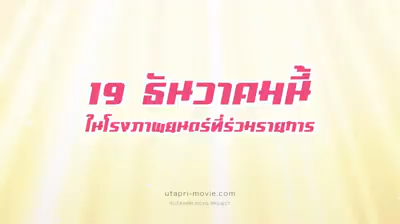 19 ธันวาคมนี้
ในโรงภาพยนตร์ที่ร่วมรายการ
utapri-movie.com